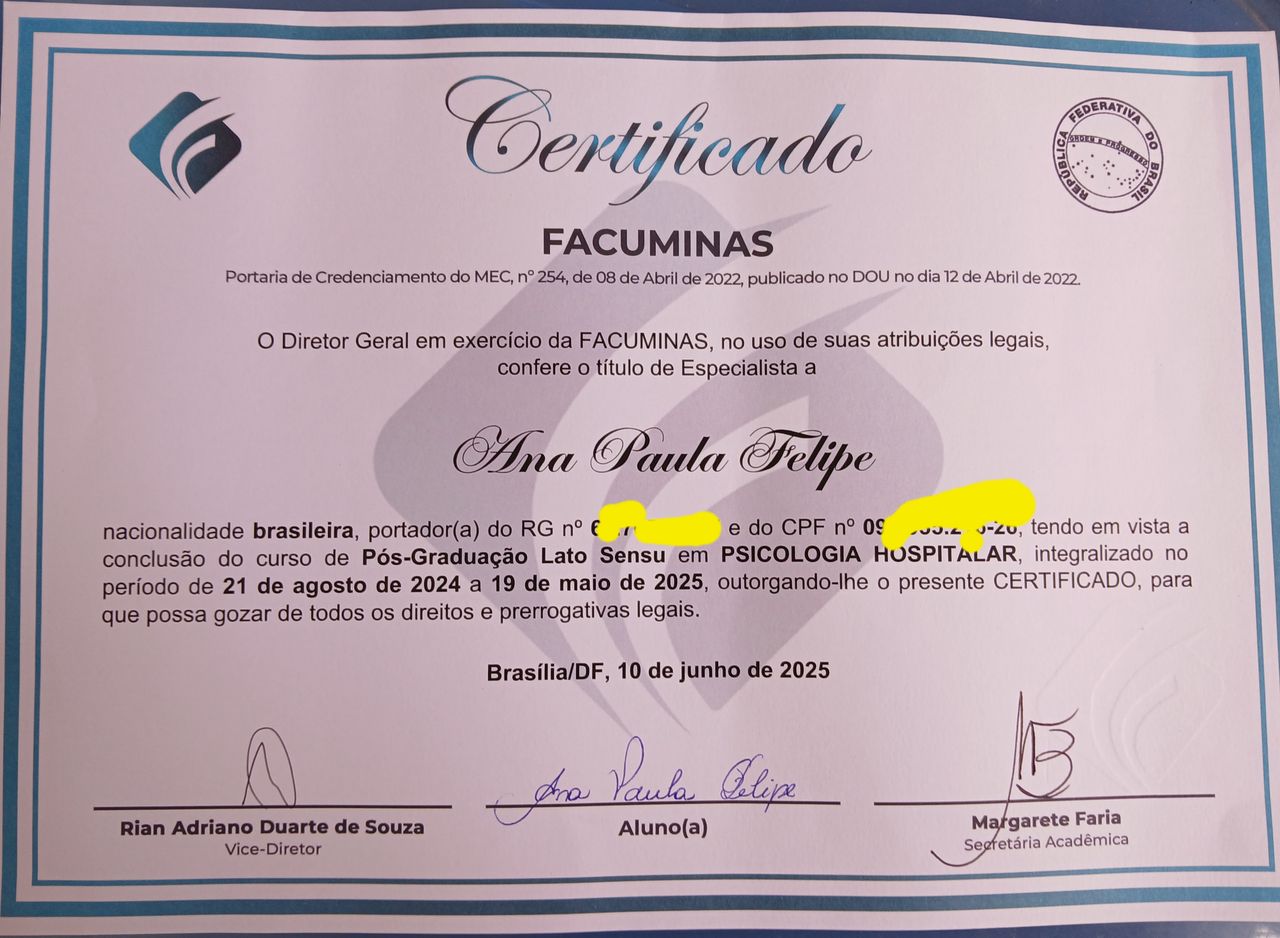 Certificado
REPÚBLICA FEDERATIVA DO BRASIL
ORDEM E PROGRESSO
FACUMINAS
Portaria de Credenciamento do MEC, nº 254, de 08 de Abril de 2022, publicado no DOU no dia 12 de Abril de 2022.
O Diretor Geral em exercício da FACUMINAS, no uso de suas atribuições legais,
confere o título de Especialista a
Ana Paula Felipe
nacionalidade brasileira, portador(a) do RG nº e do CPF nº tendo em vista a
conclusão do curso de Pós-Graduação Lato Sensu em PSICOLOGIA HOSPITALAR, integralizado no
período de 21 de agosto de 2024 a 19 de maio de 2025, outorgando-lhe o presente CERTIFICADO, para
que possa gozar de todos os direitos e prerrogativas legais.
Brasília/DF, 10 de junho de 2025
Ana Paula Felipe
Rian Adriano Duarte de Souza
Vice-Diretor
Aluno(a)
Margarete Faria
Secretária Acadêmica